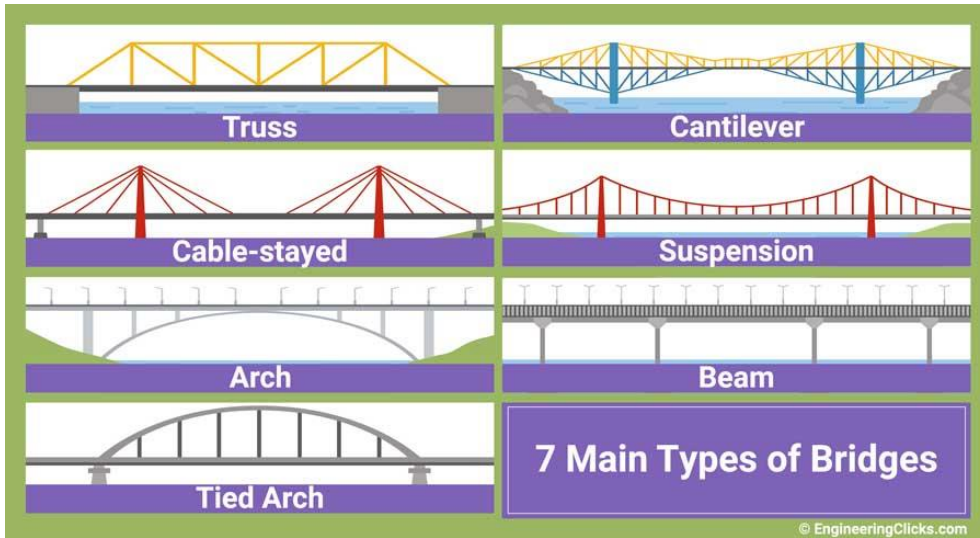 Truss
Cantilever
Cable-stayed
Suspension
Arch
Beam
Tied Arch
7 Main Types of Bridges
© EngineeringClicks.com